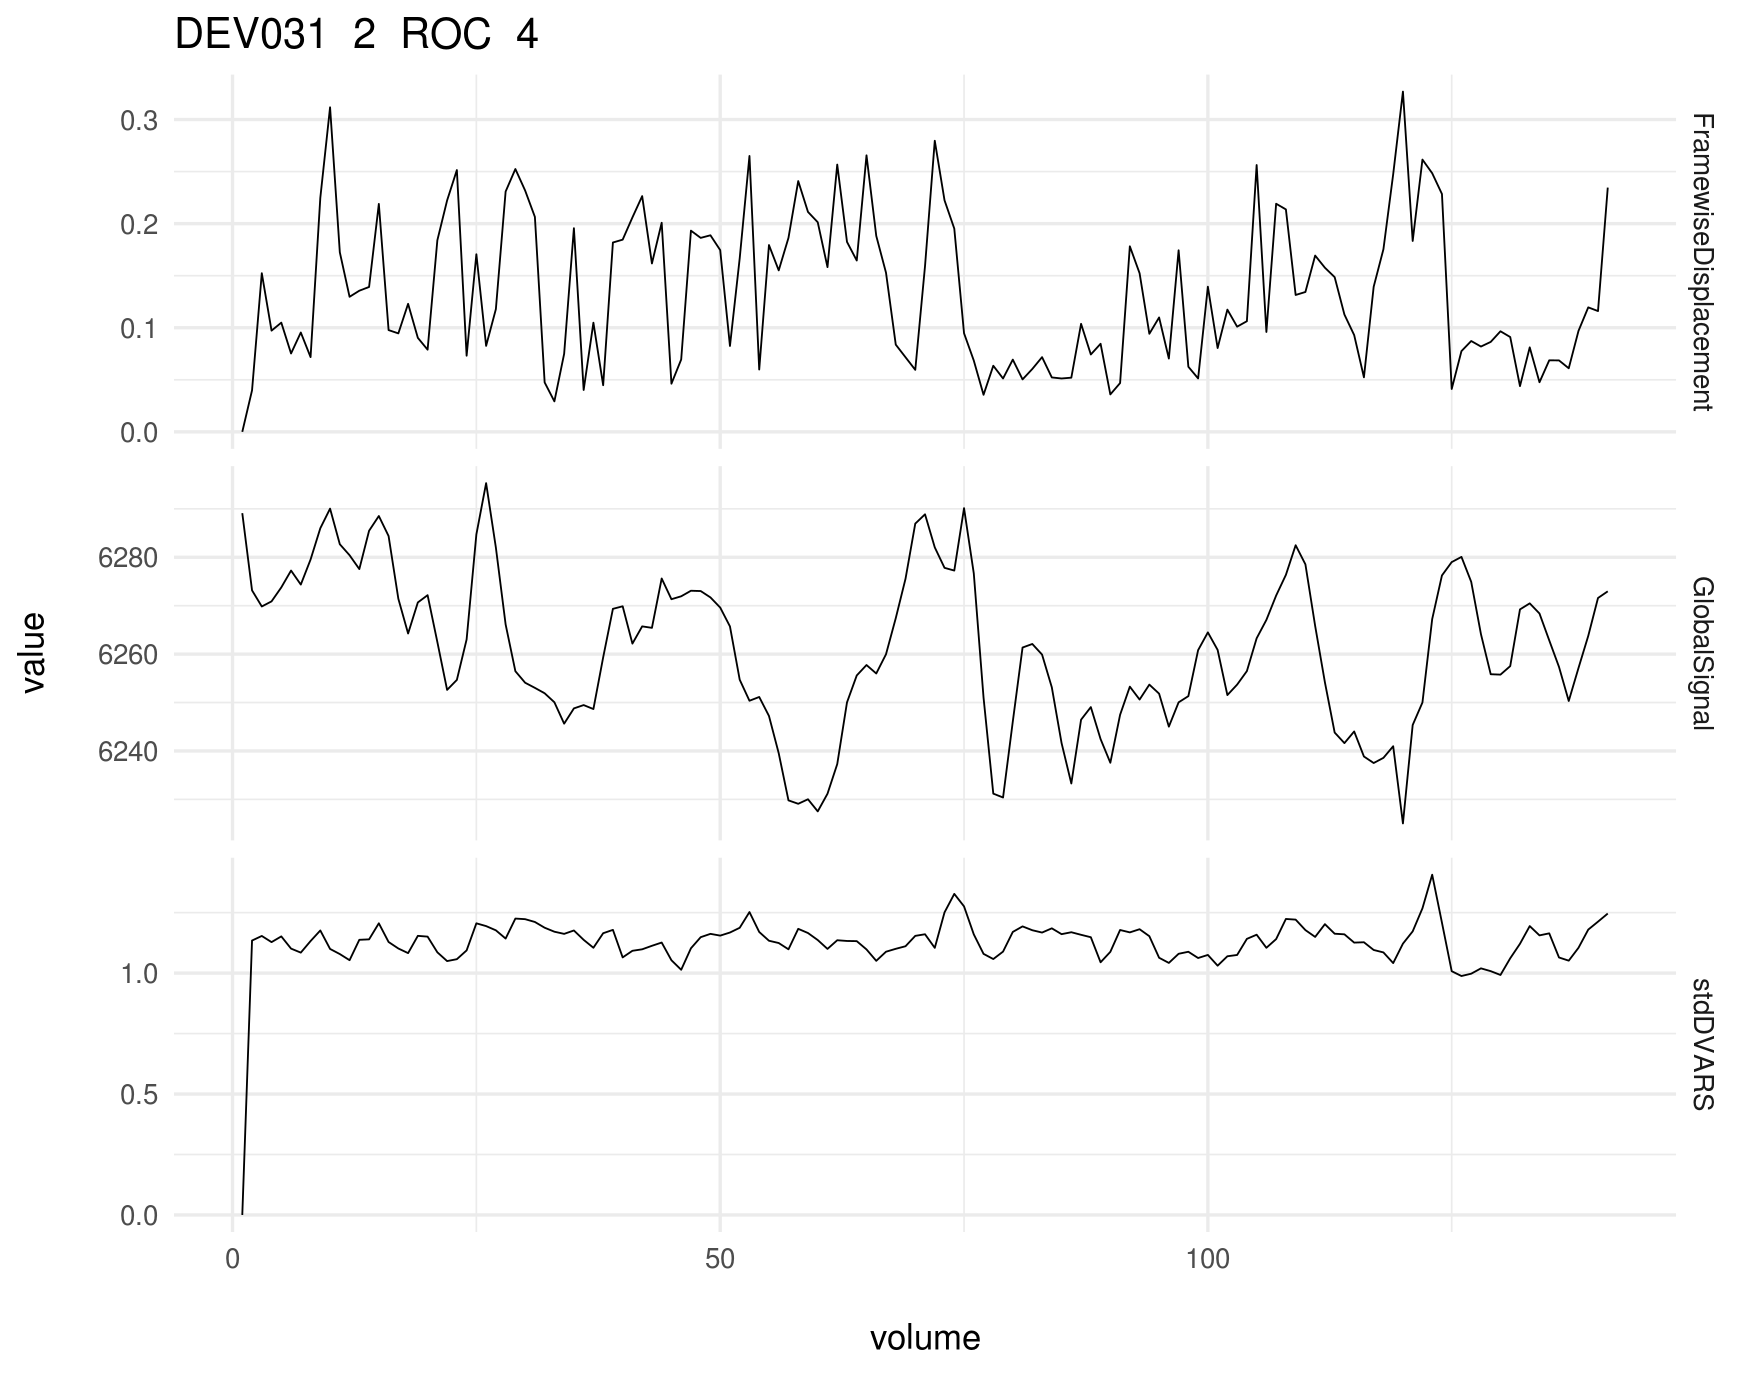 DEV031 2 ROC 4
0.3
0.2
0.1
0.0
FramewiseDisplacement
6280
6260
6240
GlobalSignal
value
1.0
0.5
0.0
stdDVARS
0 50 100
volume